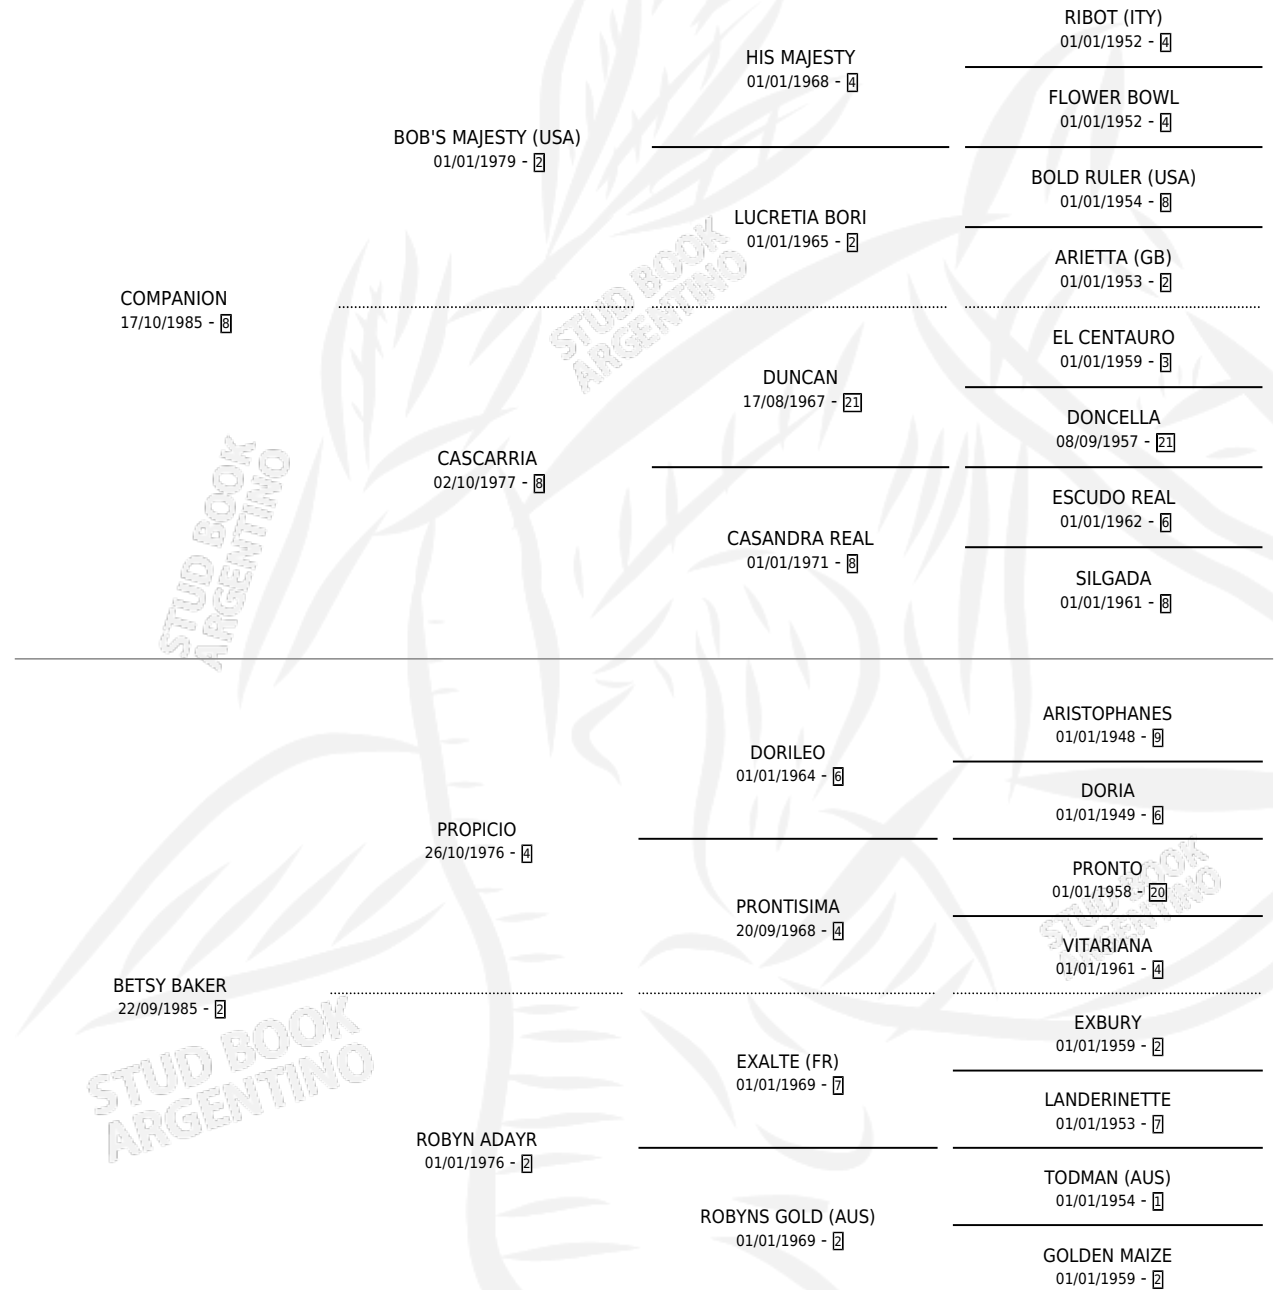 RIBOT (ITY)
01/01/1952 - 4
HIS MAJESTY
01/01/1968 - 4
FLOWER BOWL
01/01/1952 - 4
BOB'S MAJESTY (USA)
01/01/1979 - 2
BOLD RULER (USA)
01/01/1954 - 8
LUCRETIA BORI
01/01/1965 - 2
ARIETTA (GB)
01/01/1953 - 2
COMPANION
17/10/1985 - 8
EL CENTAURO
01/01/1959 - 3
DUNCAN
17/08/1967 - 21
DONCELLA
08/09/1957 - 21
CASCARRIA
02/10/1977 - 8
ESCUDO REAL
01/01/1962 - 6
CASANDRA REAL
01/01/1971 - 8
SILGADA
01/01/1961 - 8
ARISTOPHANES
01/01/1948 - 9
DORILEO
01/01/1964 - 6
DORIA
01/01/1949 - 6
PROPICIO
26/10/1976 - 4
PRONTO
01/01/1958 - 20
PRONTISIMA
20/09/1968 - 4
VITARIANA
01/01/1961 - 4
BETSY BAKER
22/09/1985 - 2
EXBURY
01/01/1959 - 2
EXALTE (FR)
01/01/1969 - 7
LANDERINETTE
01/01/1953 - 7
ROBYN ADAYR
01/01/1976 - 2
TODMAN (AUS)
01/01/1954 - 1
ROBYNS GOLD (AUS)
01/01/1969 - 2
GOLDEN MAIZE
01/01/1959 - 2
STUD BOOK
ARGENTINO
STUD BOOK
ARGENTINO
STUD BOOK
ARGENTINO
STUD BOOK
ARGENTINO